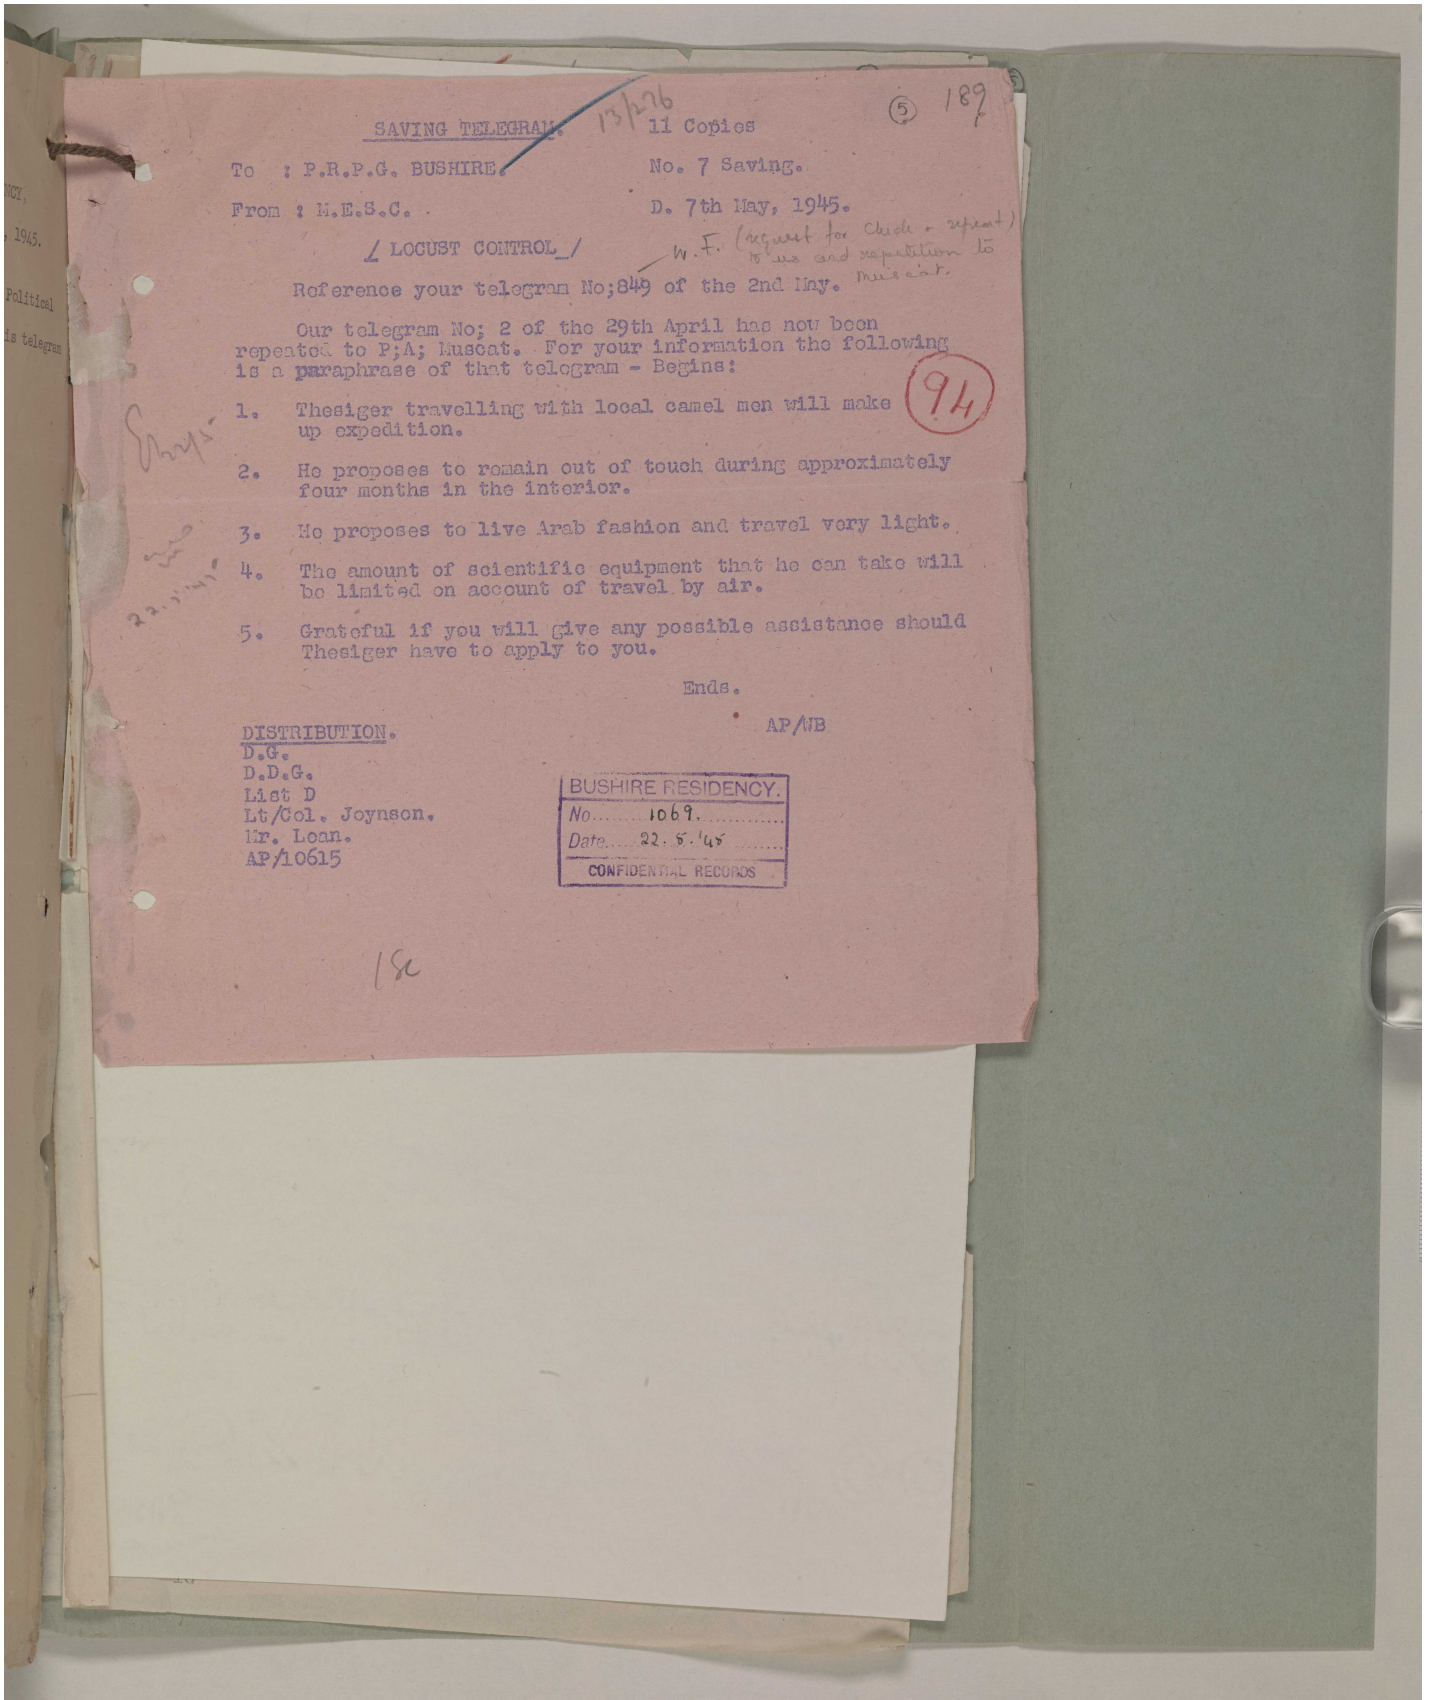 NCY,
, 1945.
Political
is telegram
13/276
5
189
SAVING TELEGRAM.
11 Copies
To : P.R.P.G. BUSHIRE.
No. 7 Saving.
From : M.E.S.C.
D. 7th May, 1945.
/ LOCUST CONTROL /
W. F. (request for check & repeat)
to us and repetition to
Muscat.
Reference your telegram No;849 of the 2nd May.
Our telegram No; 2 of the 29th April has now been
repeated to P;A; Muscat. For your information the following
is a paraphrase of that telegram - Begins:
94
1. Thesiger travelling with local camel men will make
up expedition.
2. He proposes to remain out of touch during approximately
four months in the interior.
3. He proposes to live Arab fashion and travel very light.
4. The amount of scientific equipment that he can take will
be limited on account of travel by air.
5. Grateful if you will give any possible assistance should
Thesiger have to apply to you.
Ends.
AP/WB
DISTRIBUTION.
D.G.
D.D.G.
List D
Lt/Col. Joynson.
Mr. Lean.
AP/10615
BUSHIRE RESIDENCY.
No. 1069.
Date 22.5.'45
CONFIDENTIAL RECORDS